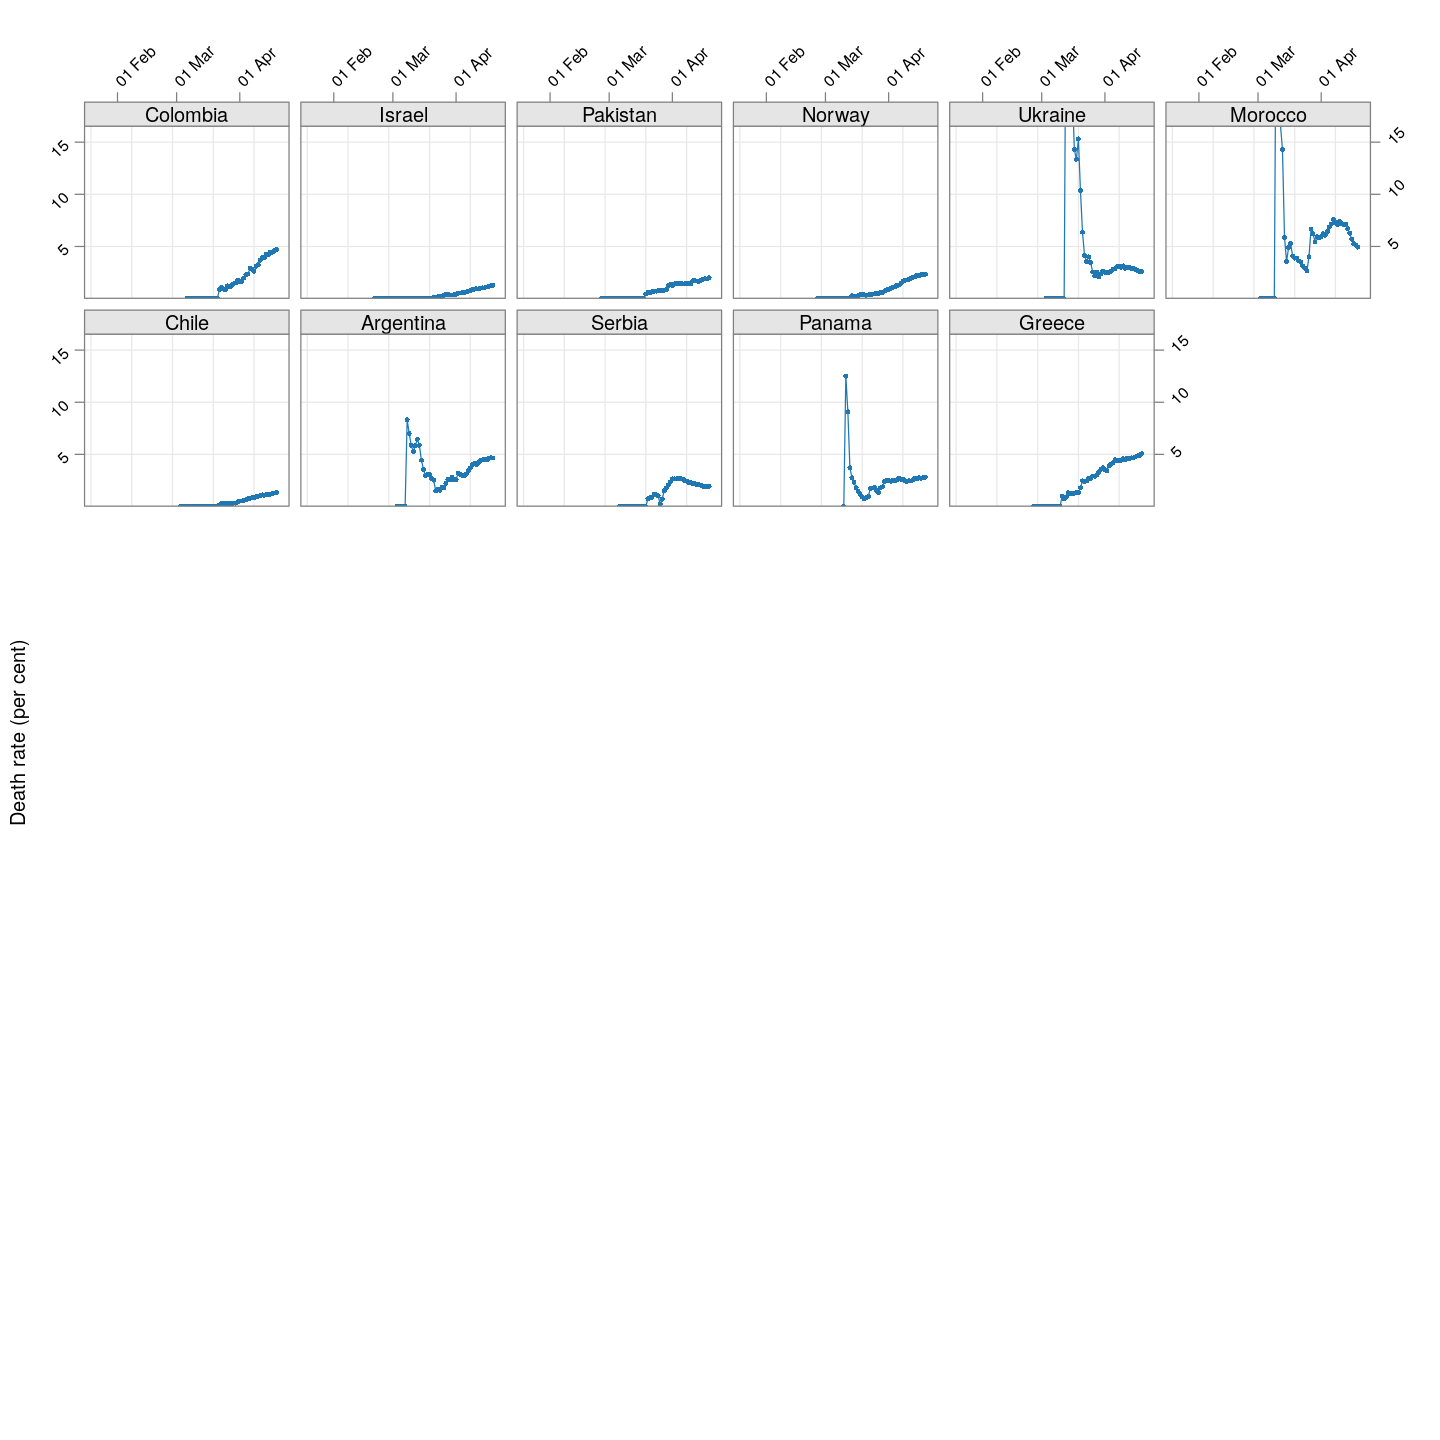 01 Feb 01 Mar 01 Apr 01 Feb 01 Mar 01 Apr 01 Feb 01 Mar 01 Apr 01 Feb 01 Mar 01 Apr 01 Feb 01 Mar 01 Apr 01 Feb 01 Mar 01 Apr
Colombia Israel Pakistan Norway Ukraine Morocco
15 15
10 10
5 5
Chile Argentina Serbia Panama Greece
15 15
10 10
5 5
Death rate (per cent)